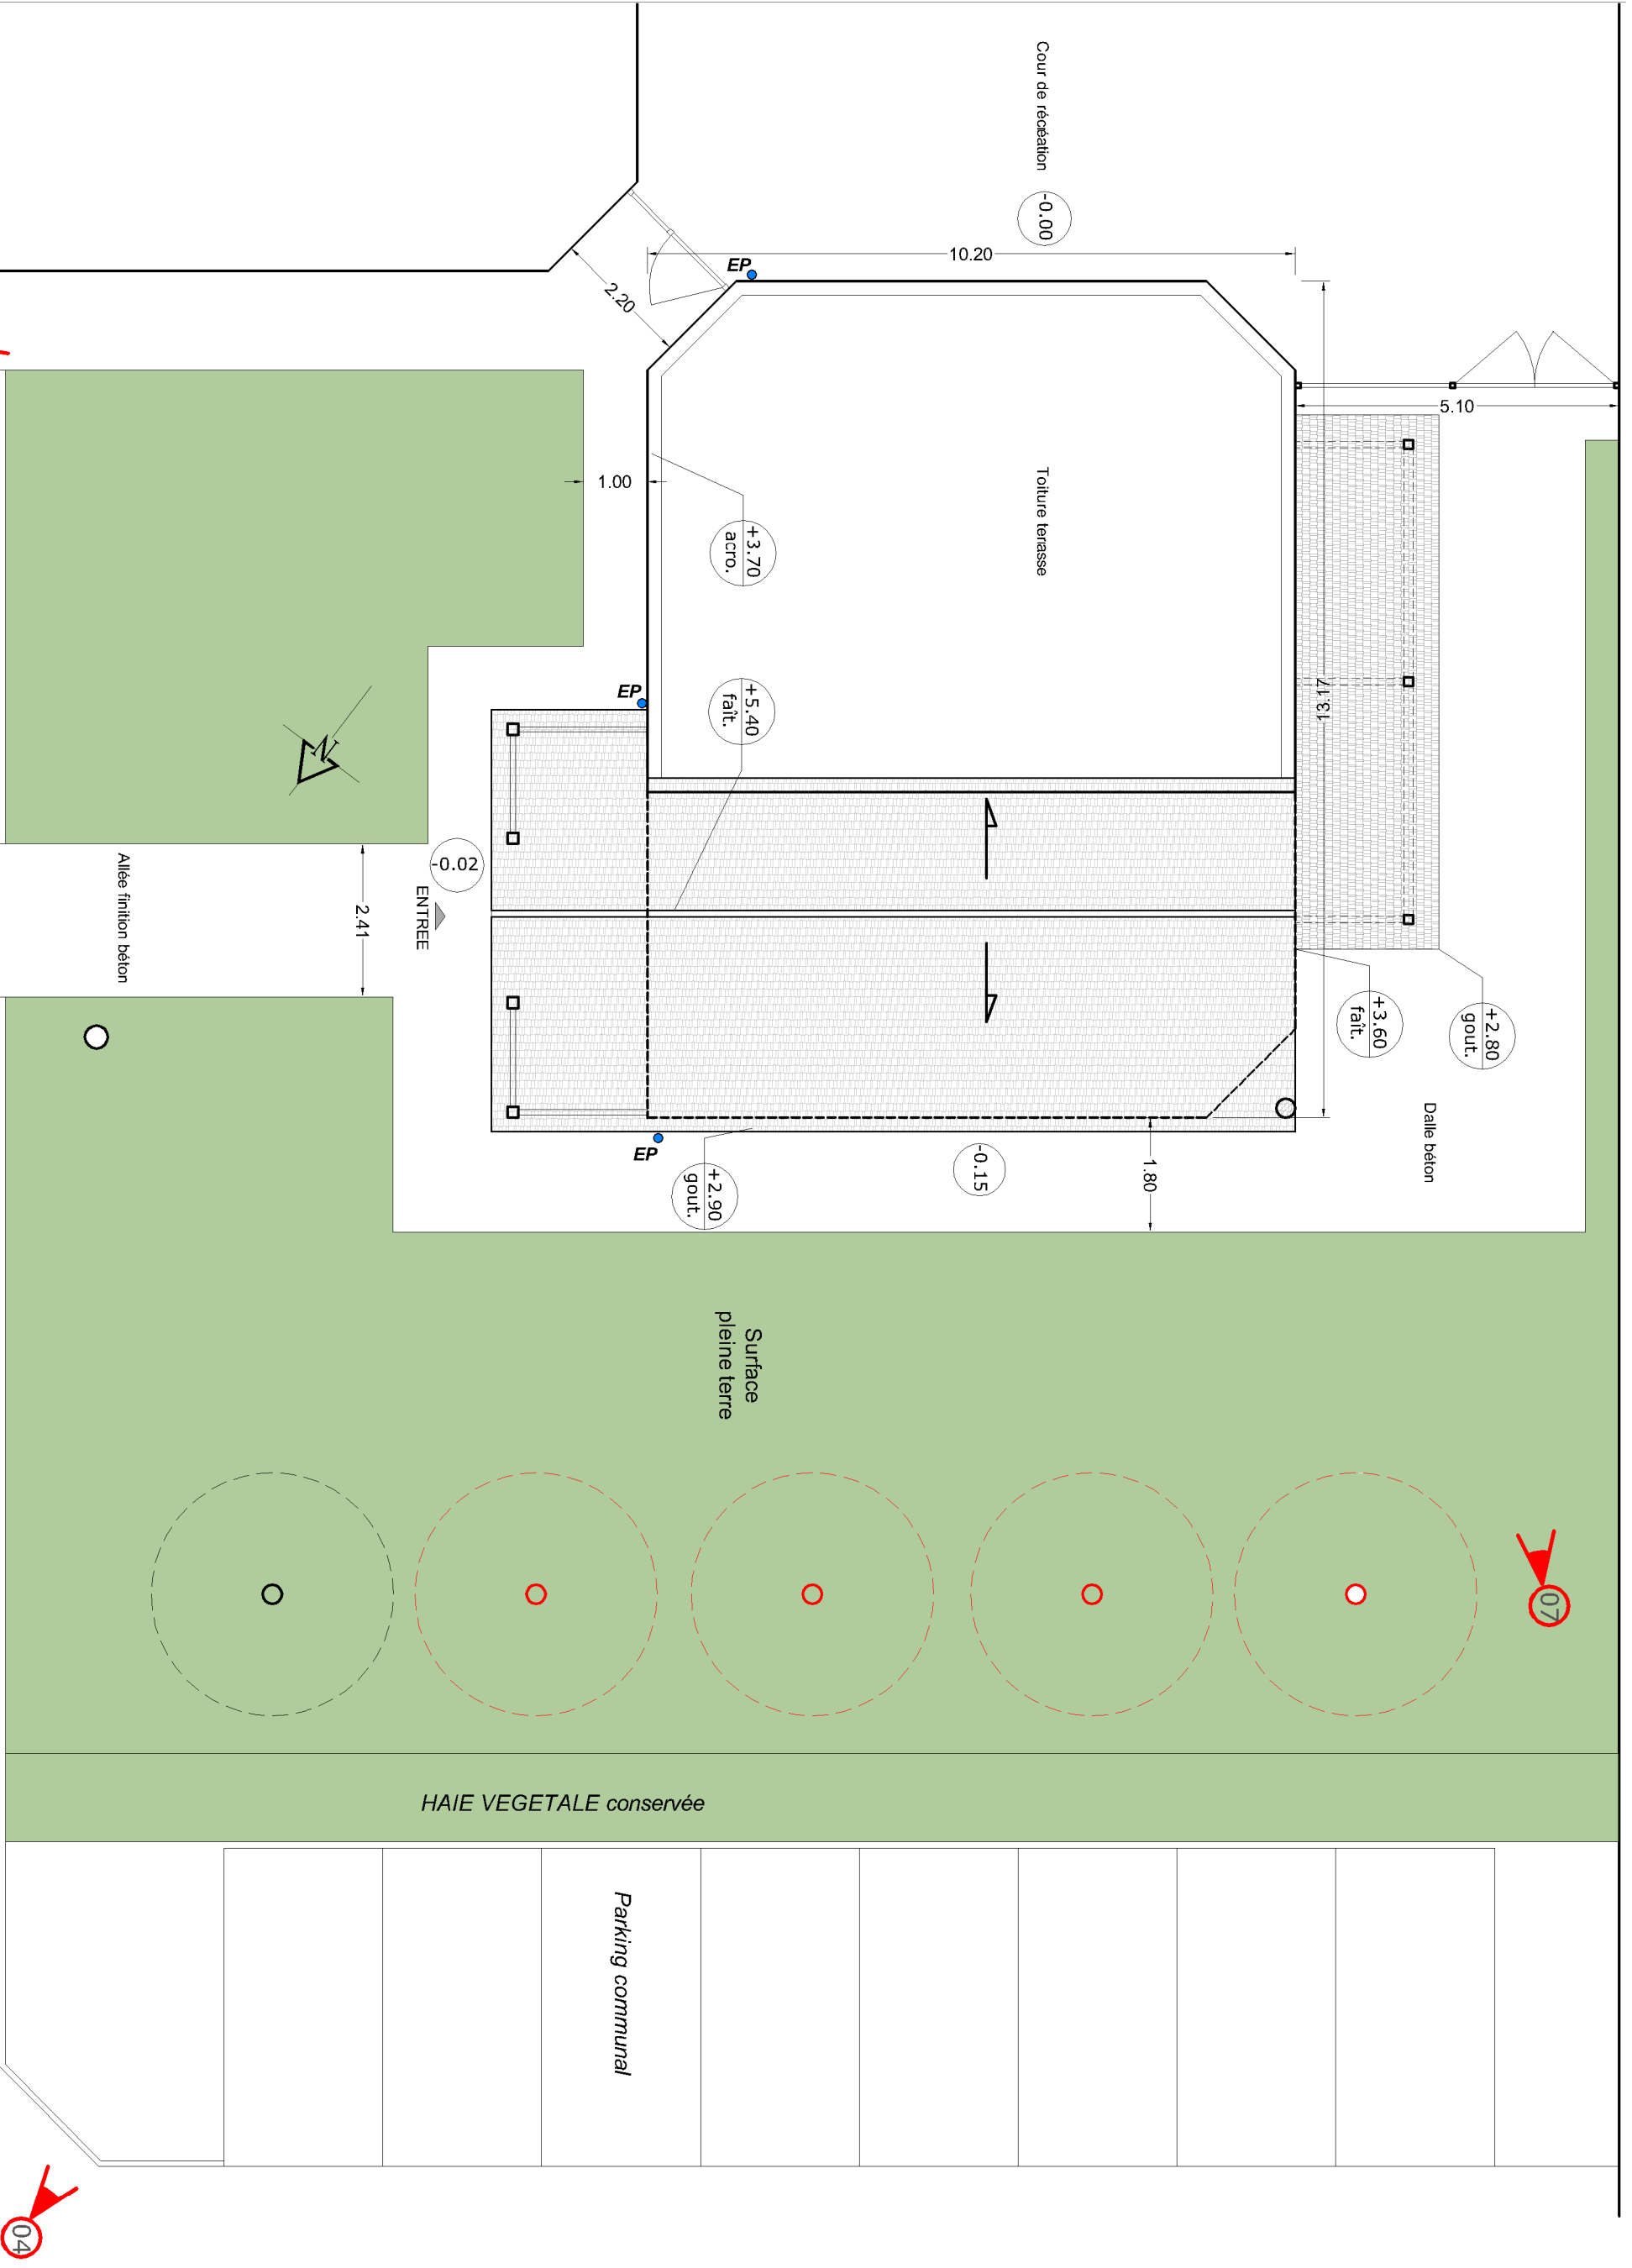 Cour de récréation
-0.00
10.20
EP
2.20
5.10
Toiture terrasse
1.00
+3.70
acro.
13.17
EP
+5.40
faît.
N
-0.02
ENTREE
2.41
Allée finition béton
+3.60
faît.
+2.80
gout.
Dalle béton
EP
+2.90
gout.
-0.15
1.80
Surface
pleine terre
07
HAIE VEGETALE conservée
Parking communal
04